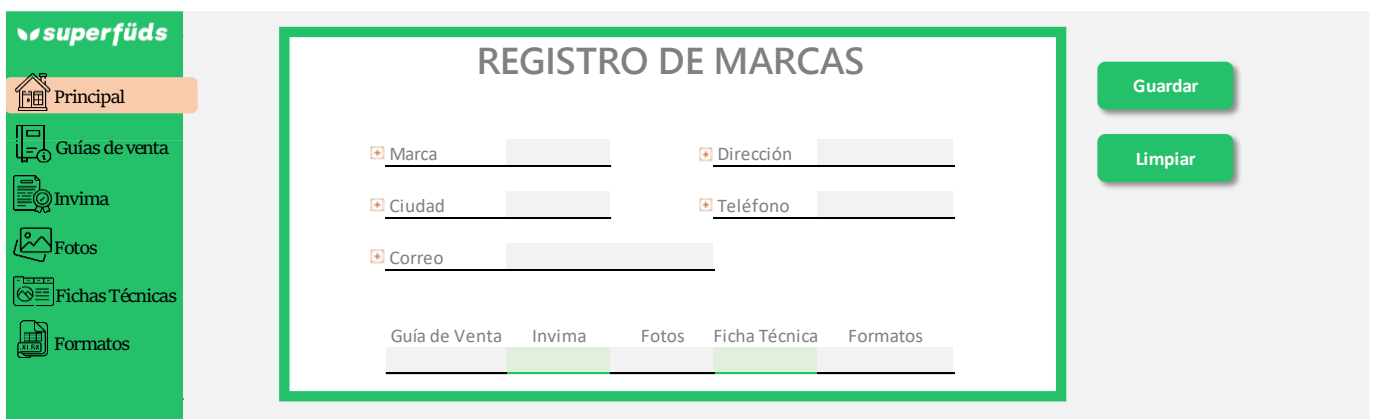 superfüds
Principal
Guías de venta
Invima
Fotos
Fichas Técnicas
.XLSX
Formatos
REGISTRO DE MARCAS
Marca
Dirección
Ciudad
Teléfono
Correo
Guía de Venta Invima Fotos Ficha Técnica Formatos
Guardar
Limpiar